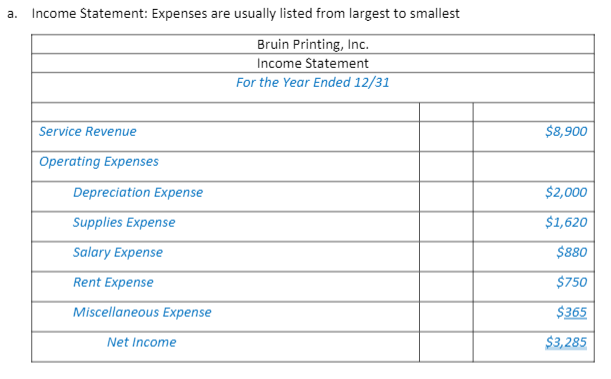 a. Income Statement: Expenses are usually listed from largest to smallest
Bruin Printing, Inc.
Income Statement
For the Year Ended 12/31
Service Revenue $8,900
Operating Expenses
Depreciation Expense $2,000
Supplies Expense $1,620
Salary Expense $880
Rent Expense $750
Miscellaneous Expense $365
Net Income $3,285